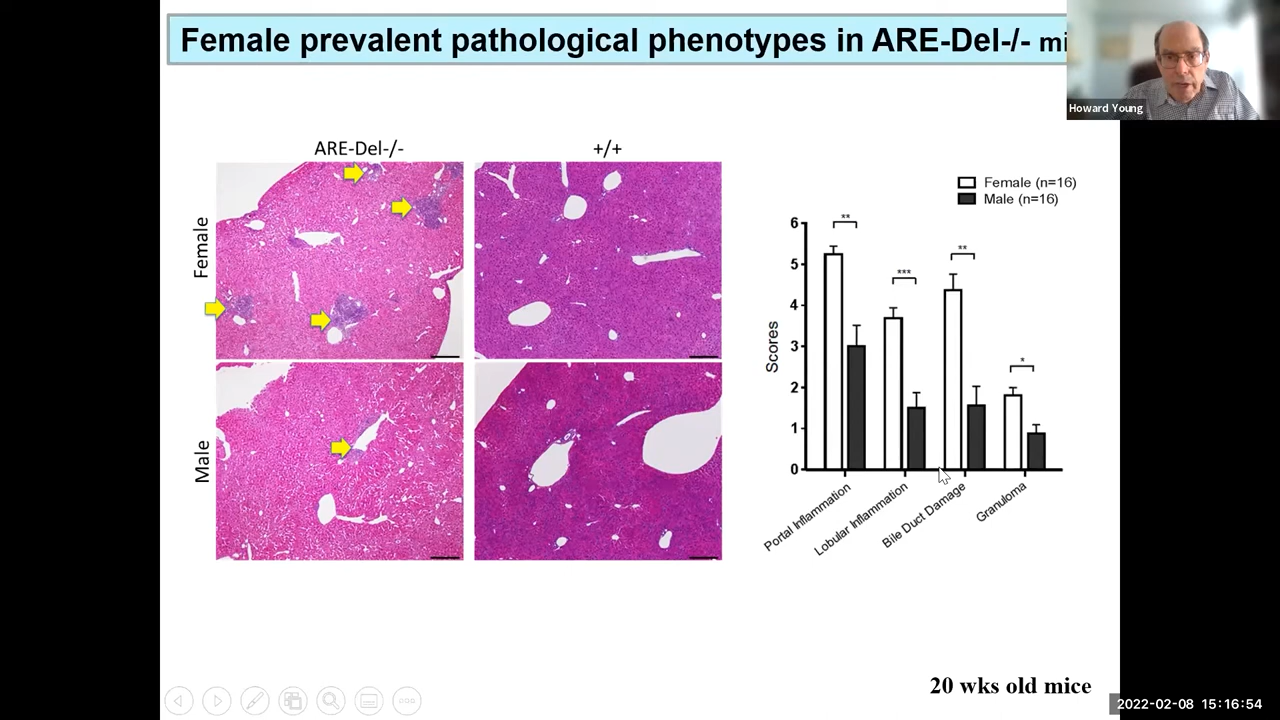 Female prevalent pathological phenotypes in ARE-Del-/- mi
Howard Young
ARE-Del-/-
+/+
Female
Male
Female (n=16)
Male (n=16)
**
***
**
*
6
5
4
3
2
1
0
Scores
Portal Inflammation
Lobular Inflammation
Bile Duct Damage
Granuloma
20 wks old mice
2022-02-08 15:16:54